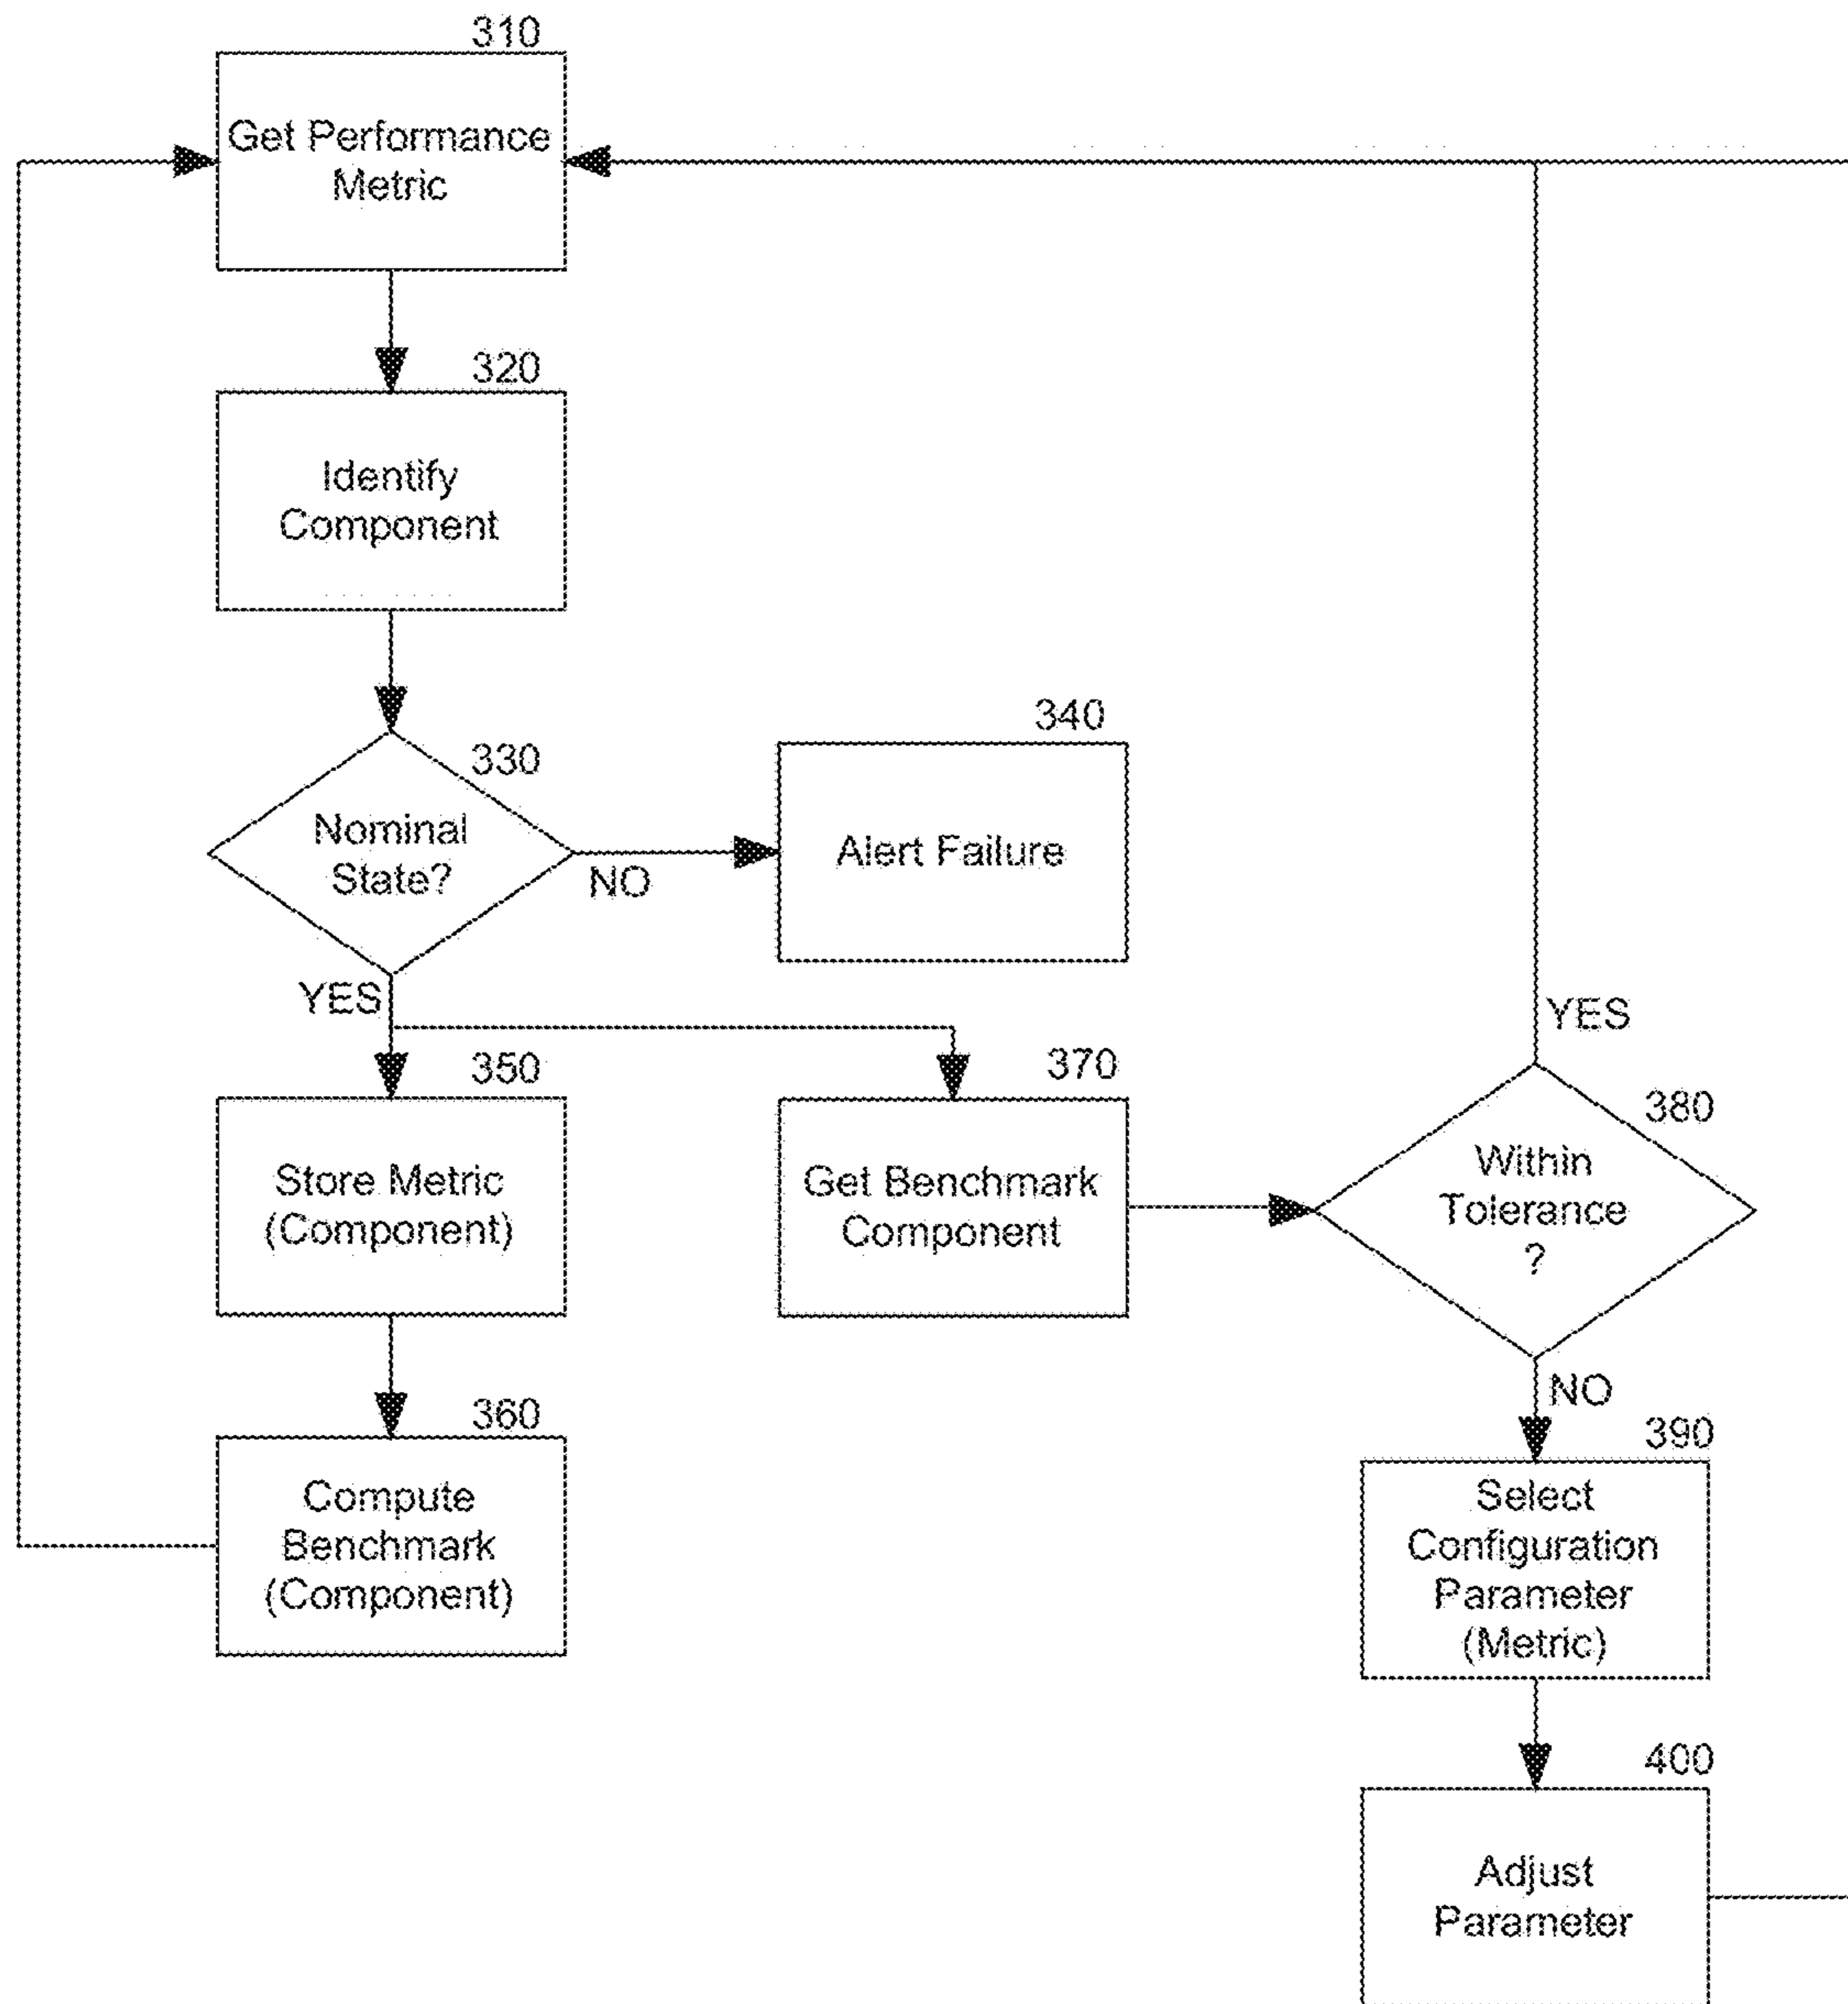 310
Get Performance
Metric
320
Identify
Component
330
Nominal
State?
NO
YES
340
Alert Failure
350
Store Metric
(Component)
360
Compute
Benchmark
(Component)
370
Get Benchmark
Component
380
Within
Tolerance
?
YES
NO
390
Select
Configuration
Parameter
(Metric)
400
Adjust
Parameter